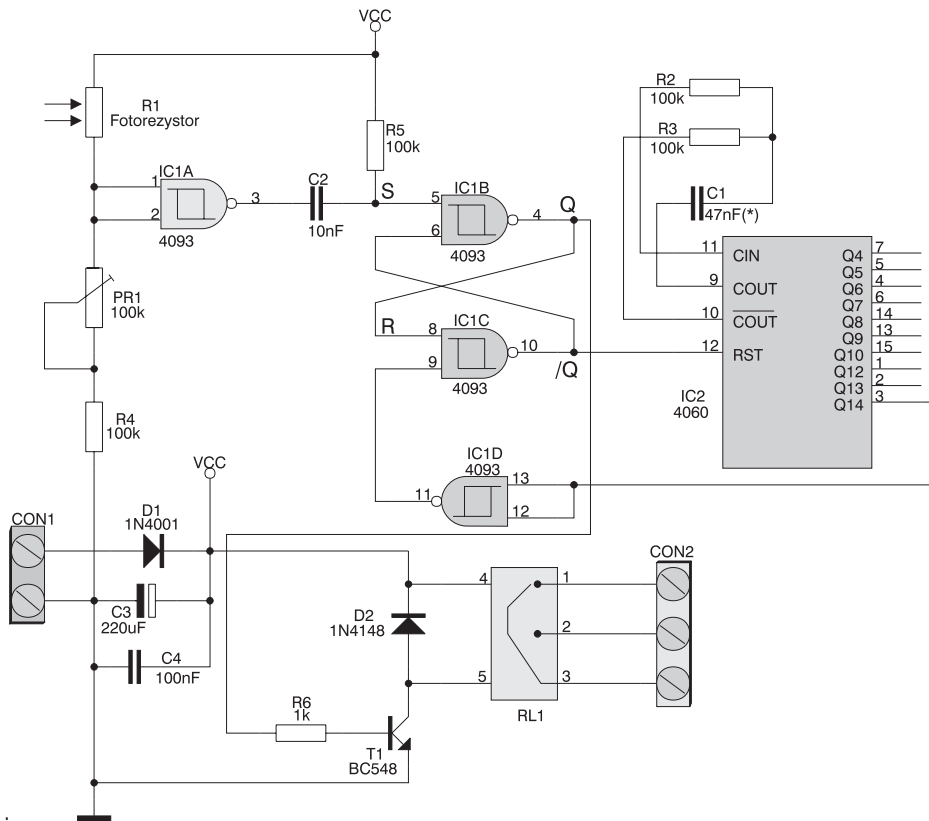 VCC
R1
Fotorezystor
R5
100k
R2
100k
R3
100k
C1
47nF(*)
IC1A
1
2
3
4093
C2
10nF
S
IC1B
5
6
4
4093
Q
PR1
100k
R
IC1C
8
9
10
4093
/Q
11
CIN
9
COUT
10
COUT
12
RST
IC2
4060
Q4
7
Q5
5
Q6
4
Q7
6
Q8
14
Q9
13
Q10
15
Q12
1
Q13
2
Q14
3
R4
100k
IC1D
4093
13
12
11
VCC
CON1
D1
1N4001
C3
220uF
C4
100nF
D2
1N4148
4
5
1
2
3
RL1
CON2
R6
1k
T1
BC548